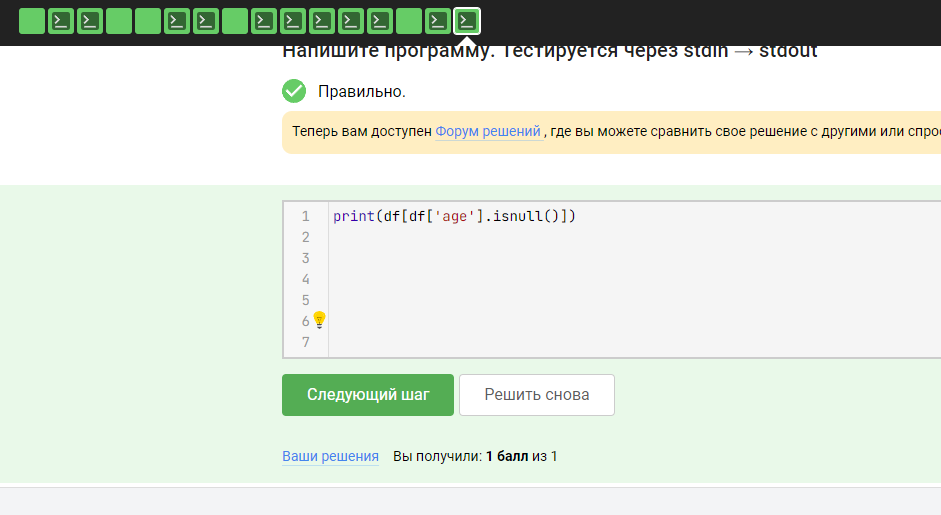 Напишите программу. Тестируется через stdin → stdout
Правильно.
Теперь вам доступен Форум решений, где вы можете сравнить свое решение с другими или спрос
1 print(df[df['age'].isnull()])
2
3
4
5
6
7
Следующий шаг
Решить снова
Ваши решения Вы получили: 1 балл из 1